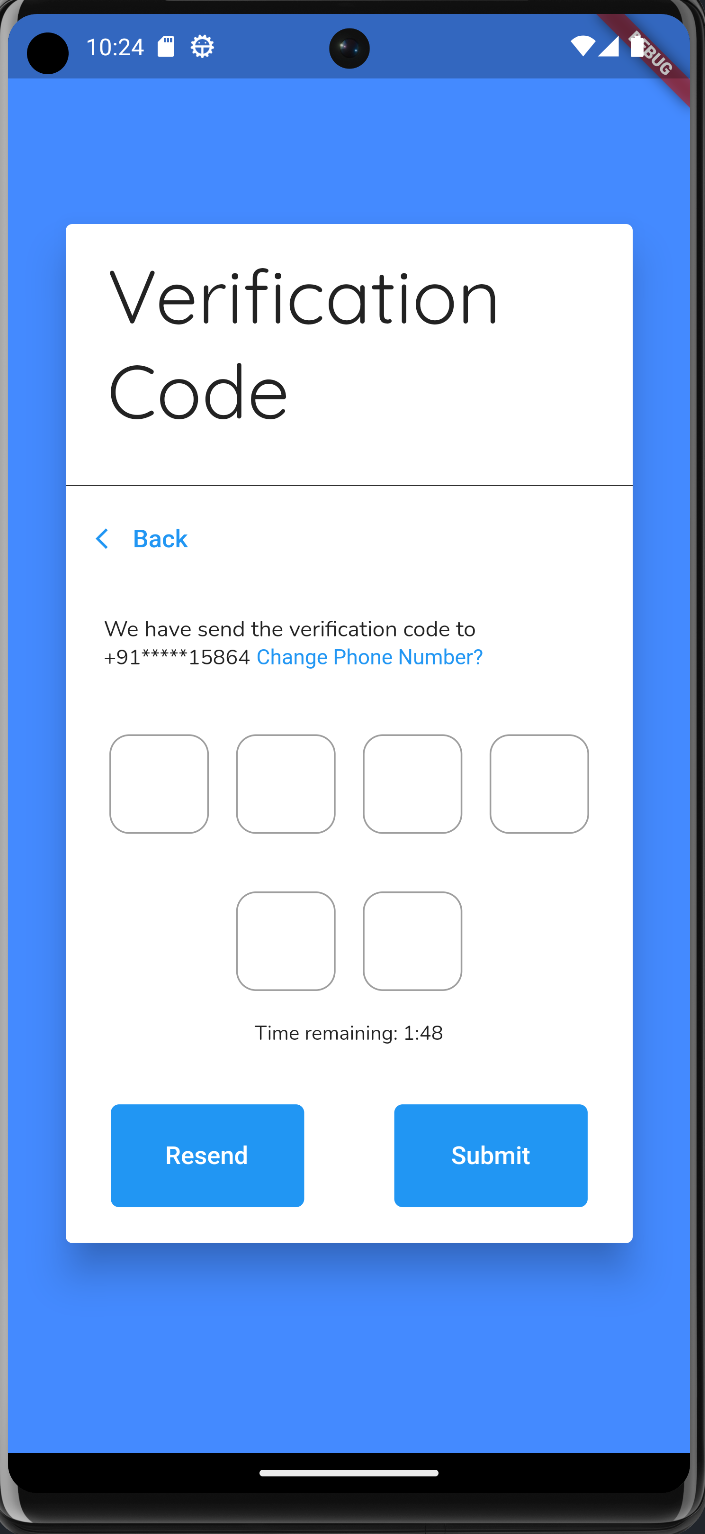 10:24
DEBUG
Verification
Code
Back
We have send the verification code to
+91*****15864 Change Phone Number?
Time remaining: 1:48
Resend Submit